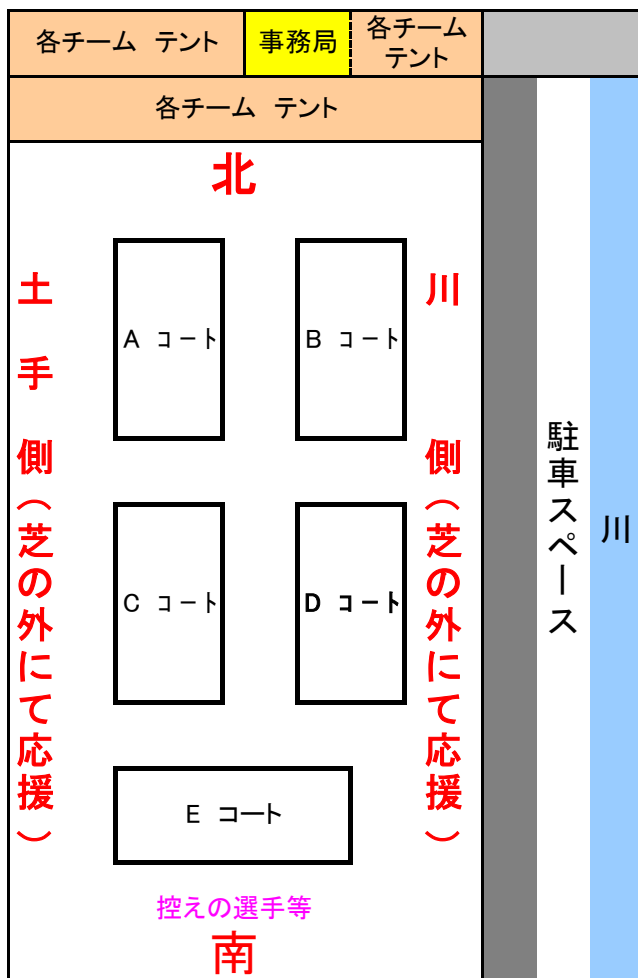 各チーム テント
事務局
各チーム
テント
各チーム テント
北
土手側(芝の外にて応援)
A コート
B コート
川側(芝の外にて応援)
C コート
D コート
E コート
控えの選手等
南
駐車スペース
川